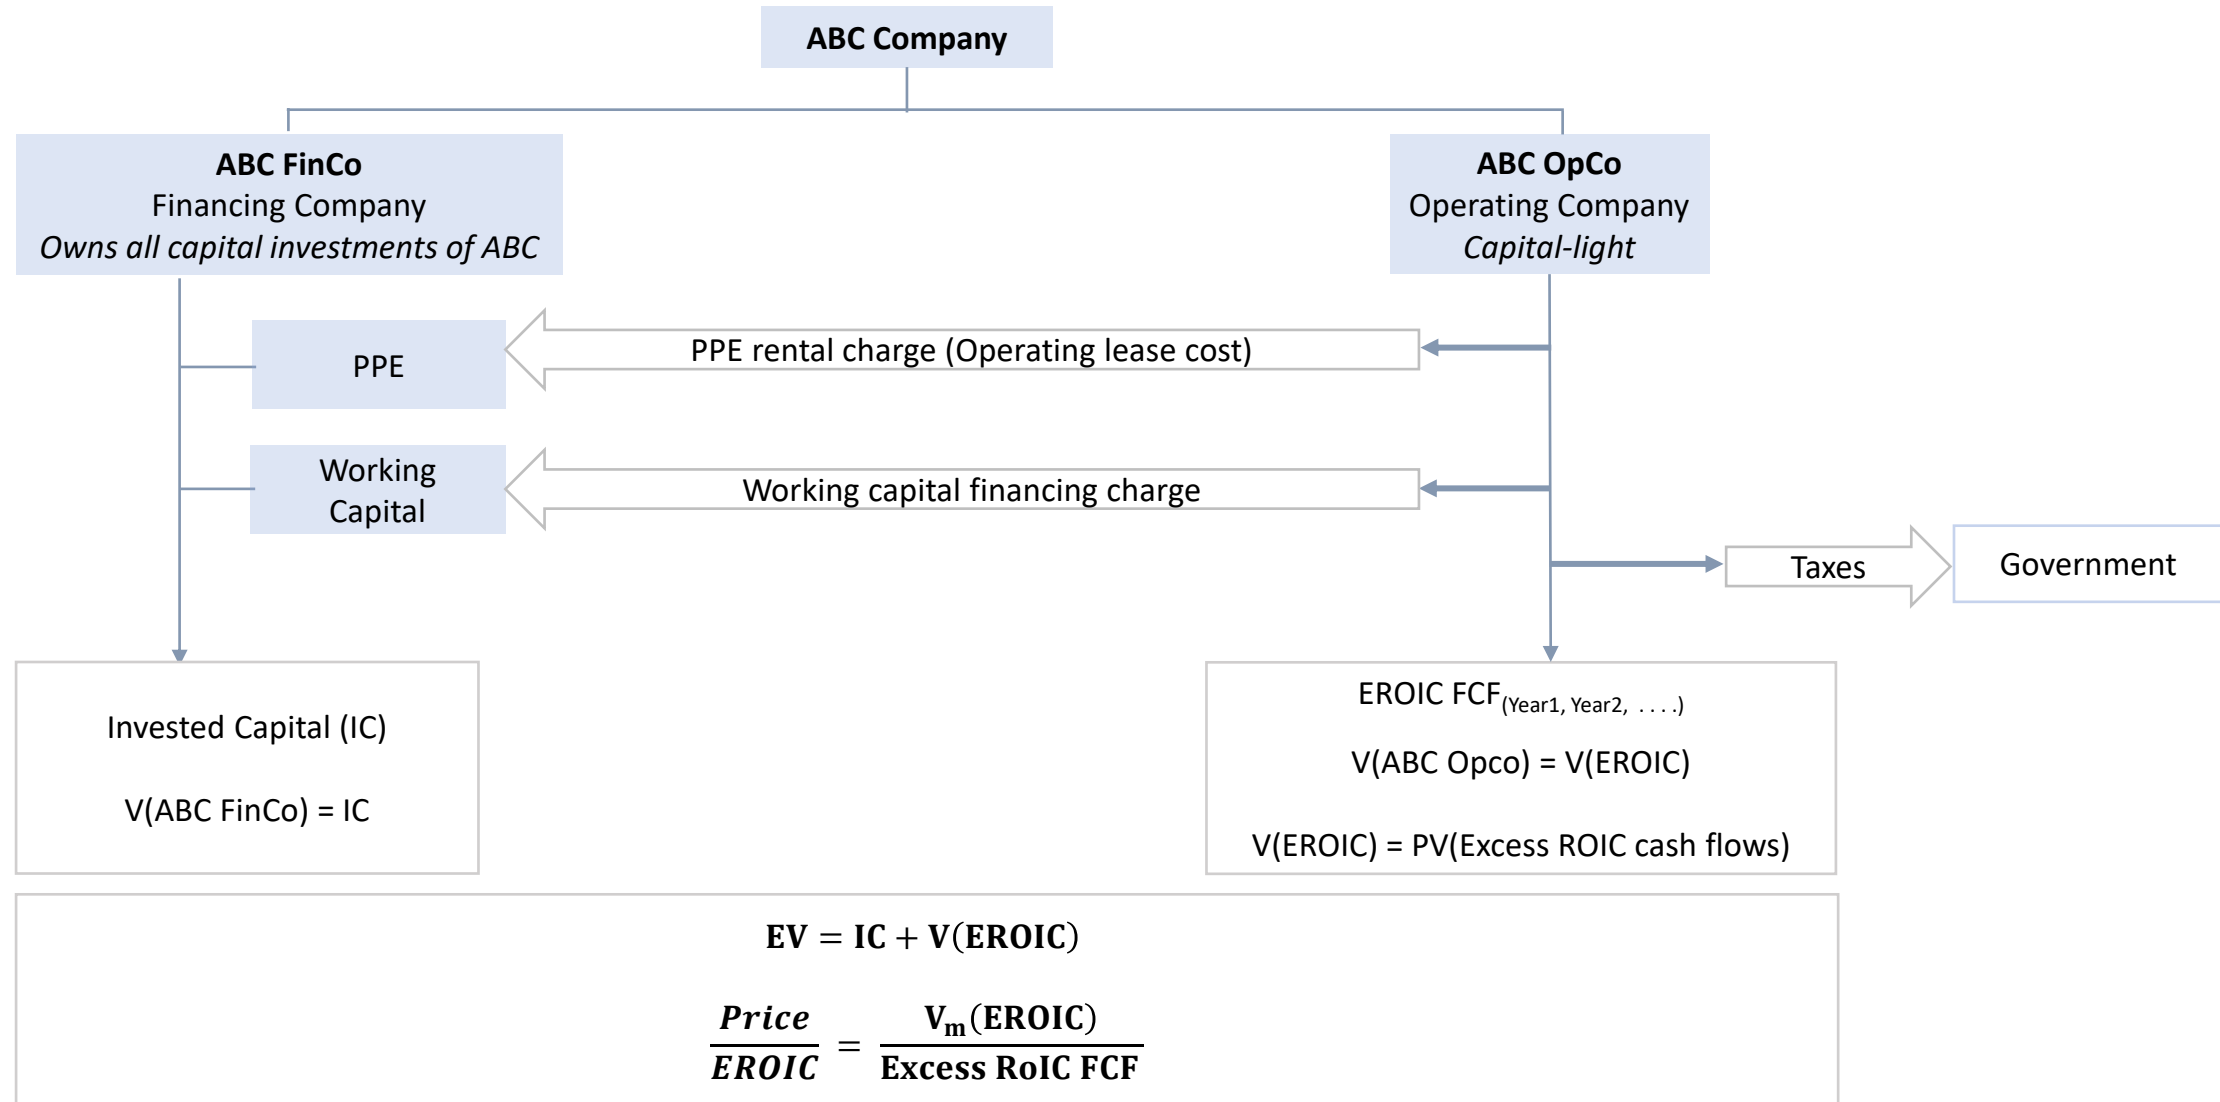 ABC Company
ABC FinCo
Financing Company
Owns all capital investments of ABC
ABC OpCo
Operating Company
Capital-light
PPE
PPE rental charge (Operating lease cost)
Working
Capital
Working capital financing charge
Taxes
Government
Invested Capital (IC)
V(ABC FinCo) = IC
EROIC FCF(Year1, Year2, . . . .)
V(ABC Opco) = V(EROIC)
V(EROIC) = PV(Excess ROIC cash flows)
EV = IC + V(EROIC)
Price/EROIC = Vm(EROIC)/Excess RoIC FCF